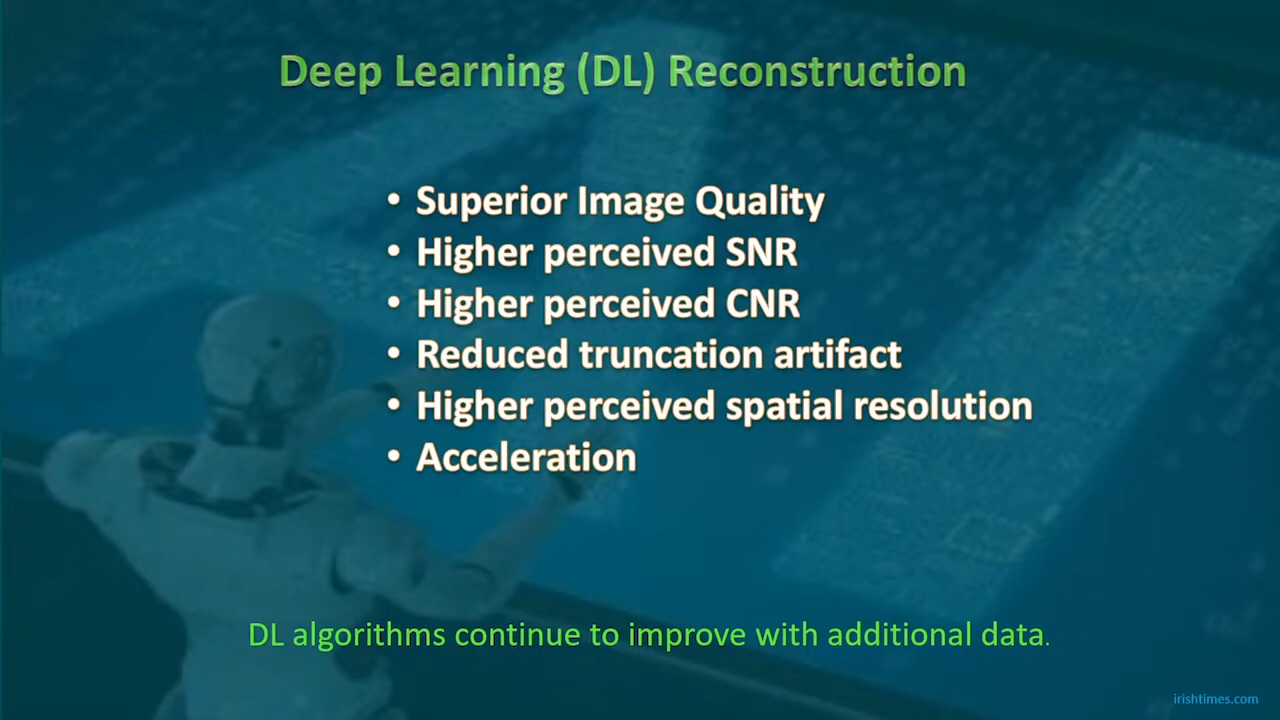 Deep Learning (DL) Reconstruction
• Superior Image Quality
• Higher perceived SNR
• Higher perceived CNR
• Reduced truncation artifact
• Higher perceived spatial resolution
• Acceleration
DL algorithms continue to improve with additional data.
irishtimes.com